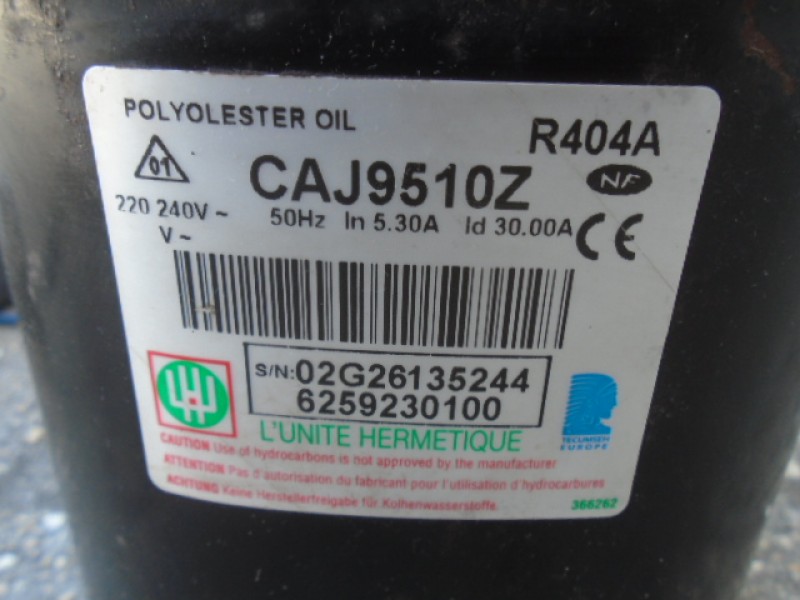 POLYOLESTER OIL
R404A
01
CAJ9510Z
NF
220 240V ~ 50Hz In 5.30A Id 30.00A
V ~
CE
S/N: 02G26135244
6259230100
L'UNITE HERMETIQUE
TECUMSEH
EUROPE
CAUTION Use of hydrocarbons is not approved by the manufacturer
ATTENTION Pas d'autorisation du fabricant pour l'utilisation d'hydrocarbures
ACHTUNG Keine Herstellerfreigabe für Kolhenwasserstoffe.
366262